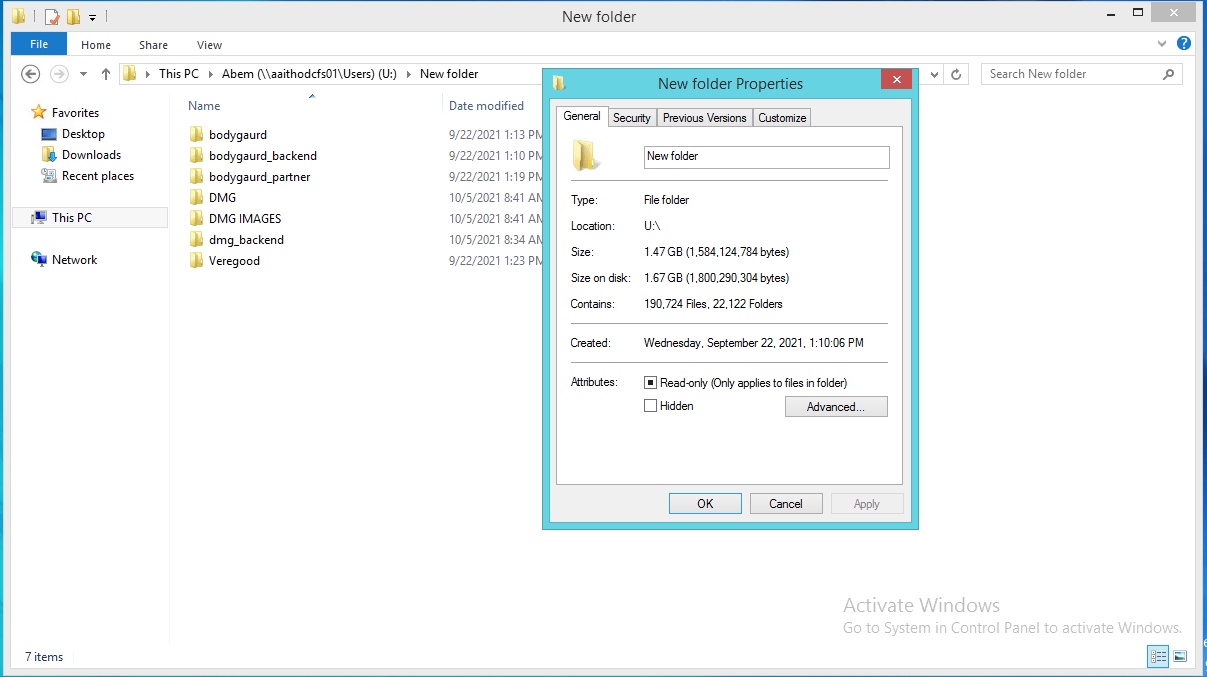 New folder
File Home Share View
This PC Abem (\\aaithodcfs01\Users) (U:) New folder
Search New folder
Favorites
Desktop
Downloads
Recent places
This PC
Network
Name Date modified
bodygaurd 9/22/2021 1:13 PM
bodygaurd_backend 9/22/2021 1:10 PM
bodygaurd_partner 9/22/2021 1:19 PM
DMG 10/5/2021 8:41 AM
DMG IMAGES 10/5/2021 8:41 AM
dmg_backend 10/5/2021 8:34 AM
Veregood 9/22/2021 1:23 PM
New folder Properties
General Security Previous Versions Customize
New folder
Type: File folder
Location: U:\
Size: 1.47 GB (1,584,124,784 bytes)
Size on disk: 1.67 GB (1,800,290,304 bytes)
Contains: 190,724 Files, 22,122 Folders
Created: Wednesday, September 22, 2021, 1:10:06 PM
Attributes: Read-only (Only applies to files in folder)
Hidden Advanced...
OK Cancel Apply
Activate Windows
Go to System in Control Panel to activate Windows.
7 items